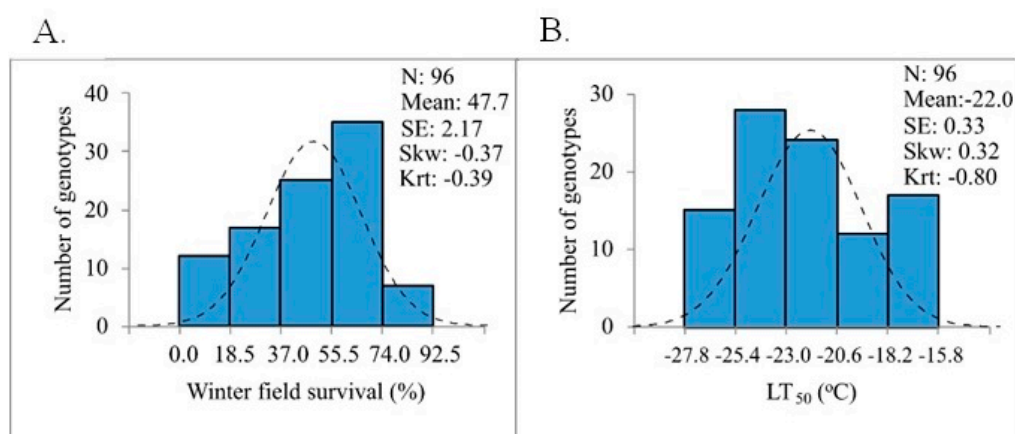 A.
N: 96
Mean: 47.7
SE: 2.17
Skw: -0.37
Krt: -0.39
Number of genotypes
40
30
20
10
0
0.0 18.5 37.0 55.5 74.0 92.5
Winter field survival (%)
B.
N: 96
Mean:-22.0
SE: 0.33
Skw: 0.32
Krt: -0.80
Number of genotypes
30
20
10
0
-27.8 -25.4 -23.0 -20.6 -18.2 -15.8
LT50 (ºC)